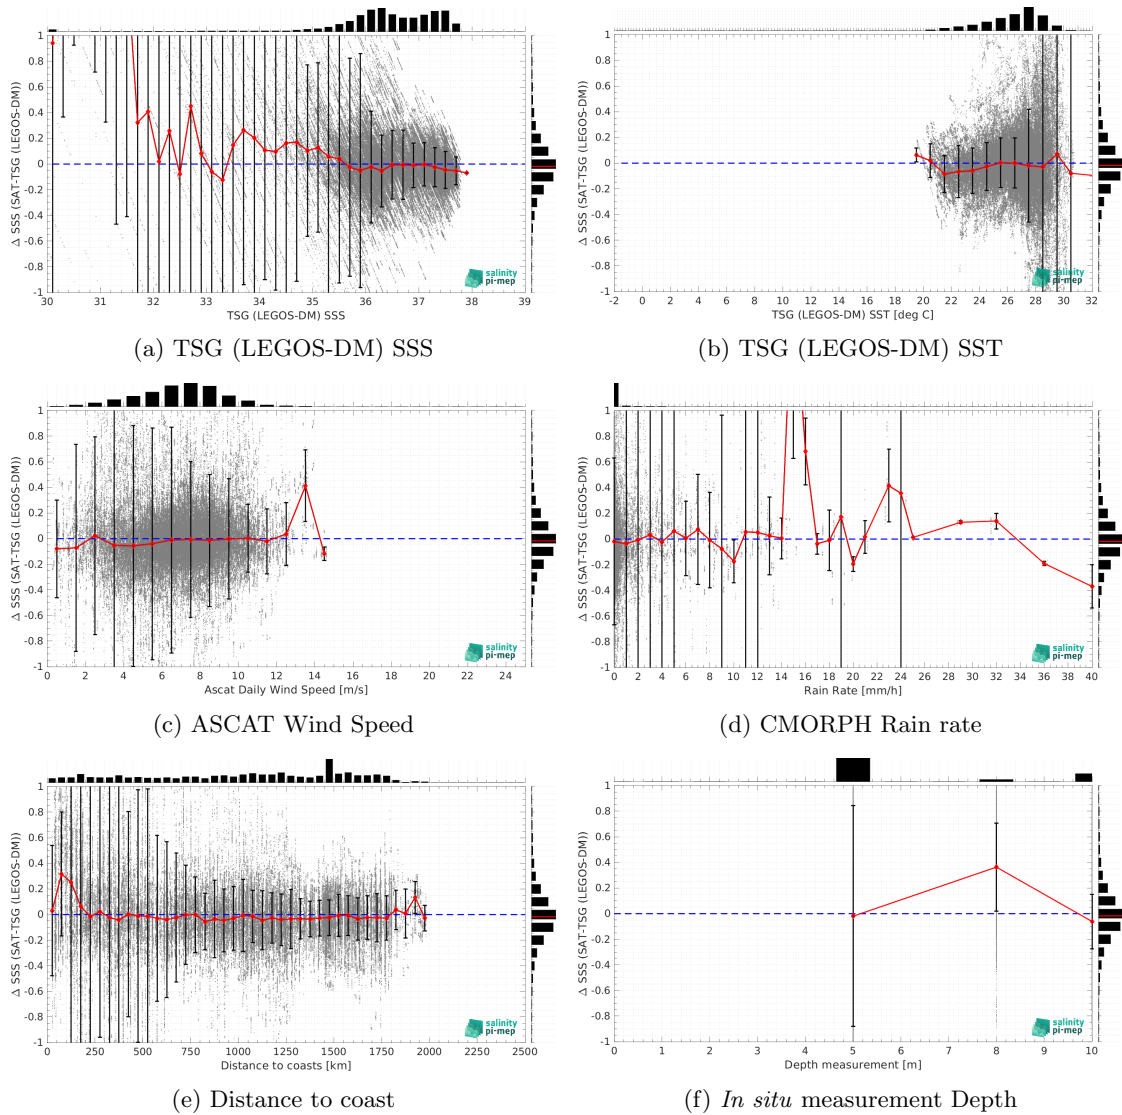 Δ SSS (SAT-TSG (LEGOS-DM))
1
0.8
0.6
0.4
0.2
0
-0.2
-0.4
-0.6
-0.8
-1
30 31 32 33 34 35 36 37 38 39
TSG (LEGOS-DM) SSS
salinity
pi-mep
(a) TSG (LEGOS-DM) SSS
Δ SSS (SAT-TSG (LEGOS-DM))
1
0.8
0.6
0.4
0.2
0
-0.2
-0.4
-0.6
-0.8
-1
-2 0 2 4 6 8 10 12 14 16 18 20 22 24 26 28 30 32
TSG (LEGOS-DM) SST [deg C]
salinity
pi-mep
(b) TSG (LEGOS-DM) SST
Δ SSS (SAT-TSG (LEGOS-DM))
1
0.8
0.6
0.4
0.2
0
-0.2
-0.4
-0.6
-0.8
-1
0 2 4 6 8 10 12 14 16 18 20 22 24
Ascat Daily Wind Speed [m/s]
salinity
pi-mep
(c) ASCAT Wind Speed
Δ SSS (SAT-TSG (LEGOS-DM))
1
0.8
0.6
0.4
0.2
0
-0.2
-0.4
-0.6
-0.8
-1
0 2 4 6 8 10 12 14 16 18 20 22 24 26 28 30 32 34 36 38 40
Rain Rate [mm/h]
salinity
pi-mep
(d) CMORPH Rain rate
Δ SSS (SAT-TSG (LEGOS-DM))
1
0.8
0.6
0.4
0.2
0
-0.2
-0.4
-0.6
-0.8
-1
0 250 500 750 1000 1250 1500 1750 2000 2250 2500
Distance to coasts [km]
salinity
pi-mep
(e) Distance to coast
Δ SSS (SAT-TSG (LEGOS-DM))
1
0.8
0.6
0.4
0.2
0
-0.2
-0.4
-0.6
-0.8
-1
0 1 2 3 4 5 6 7 8 9 10
Depth measurement [m]
salinity
pi-mep
(f) In situ measurement Depth